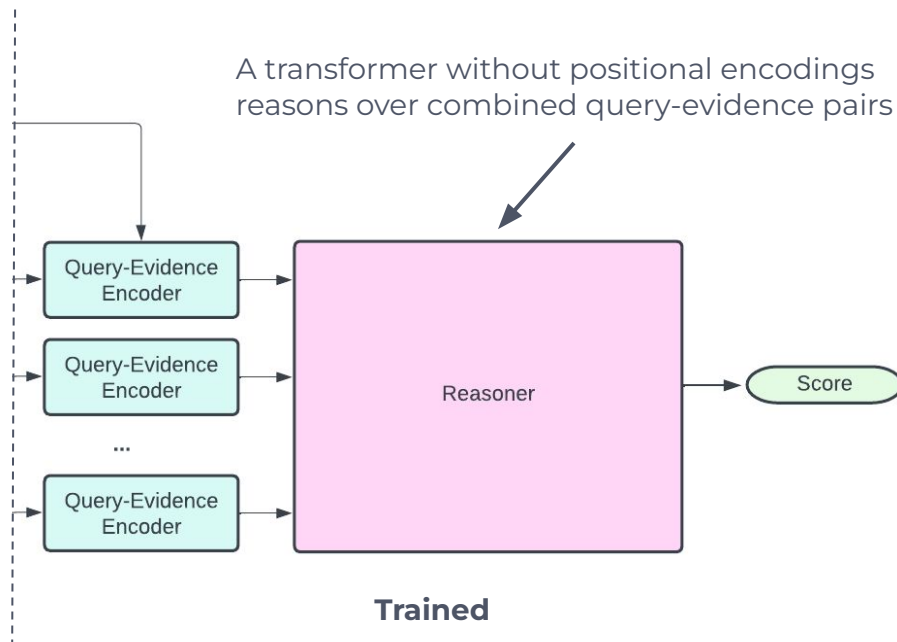 A transformer without positional encodings
reasons over combined query-evidence pairs
Query-Evidence
Encoder
Query-Evidence
Encoder
...
Query-Evidence
Encoder
Reasoner
Score
Trained